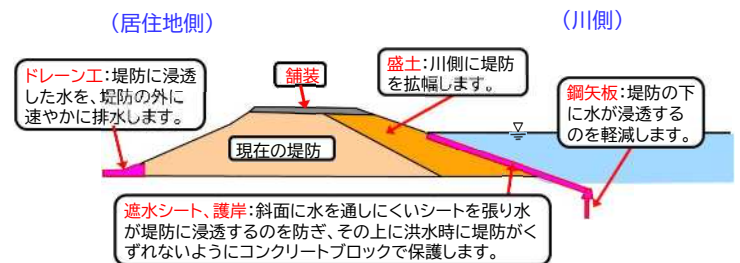 (居住地側)
(川側)
ドレーン工:堤防に浸透
した水を、堤防の外に
速やかに排水します。
舗装
盛土:川側に堤防
を拡幅します。
鋼矢板:堤防の下
に水が浸透する
のを軽減します。
現在の堤防
遮水シート、護岸:斜面に水を通しにくいシートを張り水
が堤防に浸透するのを防ぎ、その上に洪水時に堤防がく
ずれないようにコンクリートブロックで保護します。